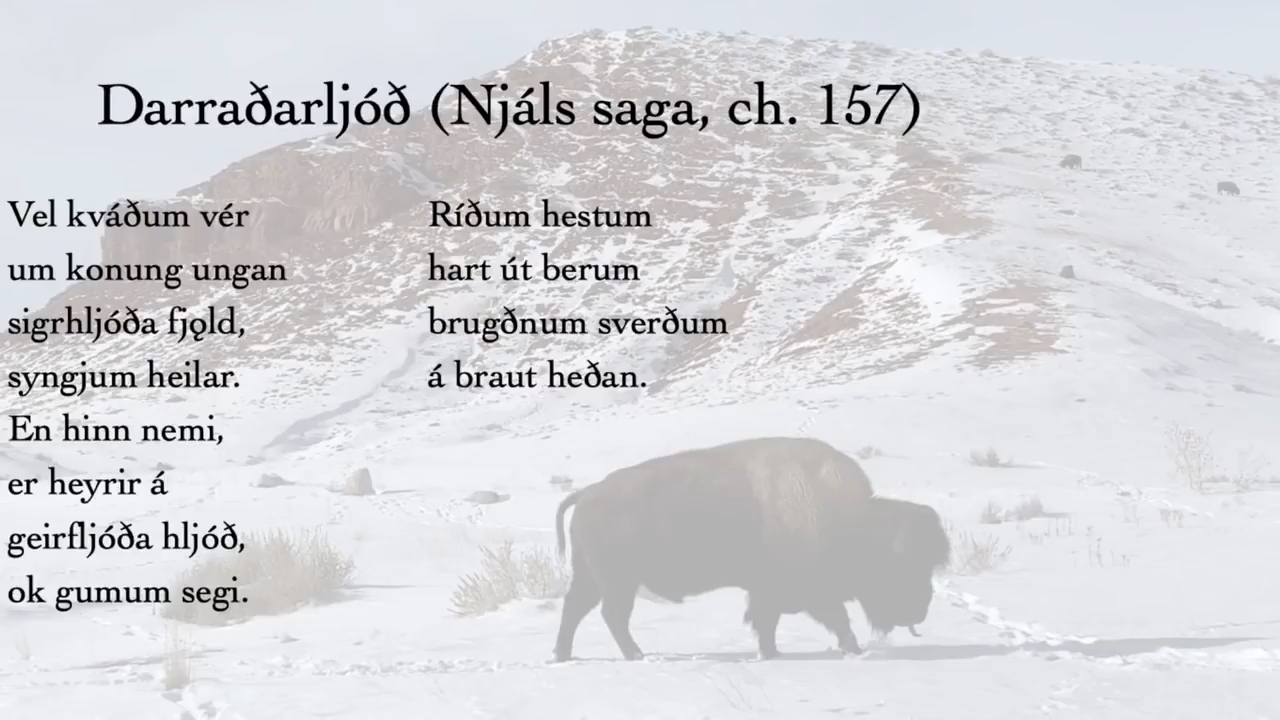 Darraðarljóð (Njáls saga, ch. 157)
Vel kváðum vér
um konung ungan
sigrhljóða fjǫld,
syngjum heilar.
En hinn nemi,
er heyrir á
geirfljóða hljóð,
ok gumum segi.
Ríðum hestum
hart út berum
brugðnum sverðum
á braut heðan.